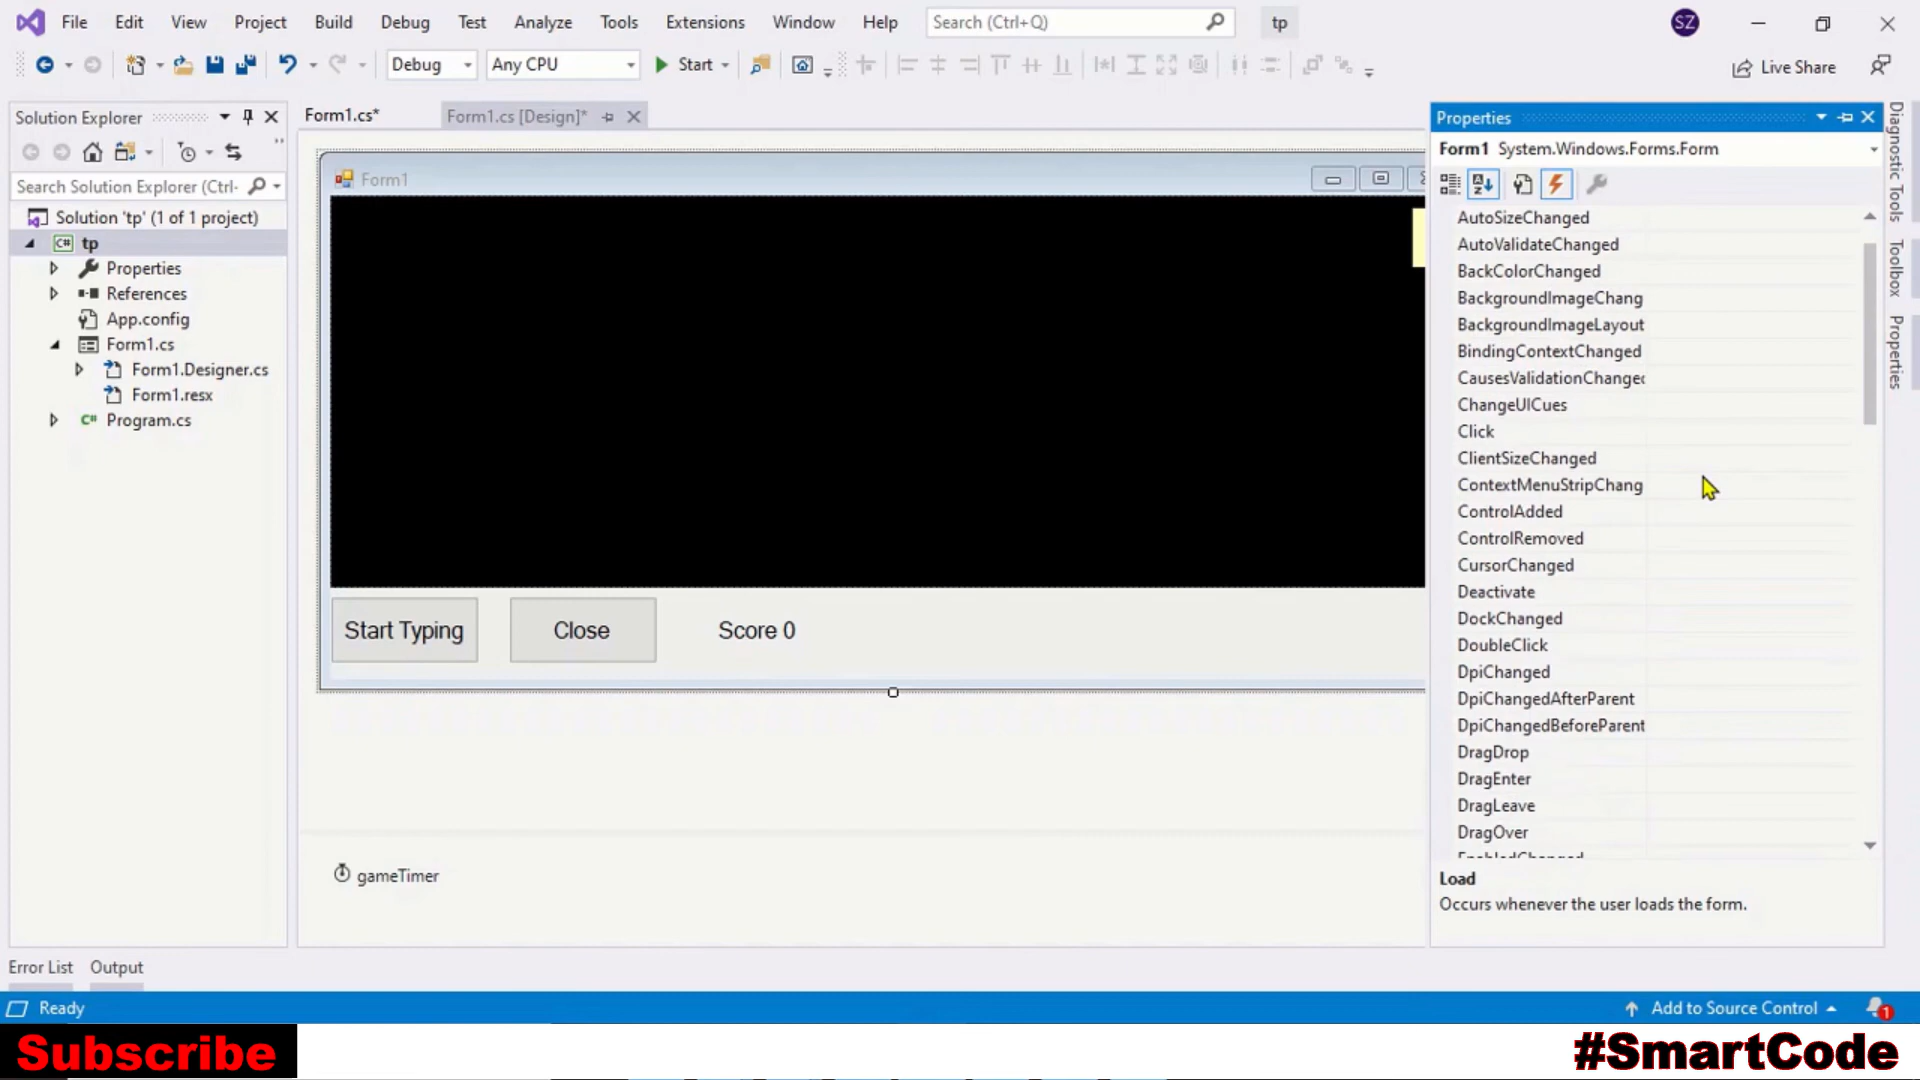 File Edit View Project Build Debug Test Analyze Tools Extensions Window Help Search (Ctrl+Q) tp SZ
Debug Any CPU Start Live Share
Solution Explorer
Search Solution Explorer (Ctrl-
Solution 'tp' (1 of 1 project)
C# tp
Properties
References
App.config
Form1.cs
Form1.Designer.cs
Form1.resx
C# Program.cs
Form1.cs* Form1.cs [Design]*
Form1
Start Typing Close Score 0
gameTimer
Properties
Form1 System.Windows.Forms.Form
AutoSizeChanged
AutoValidateChanged
BackColorChanged
BackgroundImageChang
BackgroundImageLayout
BindingContextChanged
CausesValidationChanged
ChangeUICues
Click
ClientSizeChanged
ContextMenuStripChang
ControlAdded
ControlRemoved
CursorChanged
Deactivate
DockChanged
DoubleClick
DpiChanged
DpiChangedAfterParent
DpiChangedBeforeParent
DragDrop
DragEnter
DragLeave
DragOver
EnabledChanged
Load
Occurs whenever the user loads the form.
Diagnostic Tools
Toolbox
Properties
Error List Output
Ready Add to Source Control 1
Subscribe #SmartCode